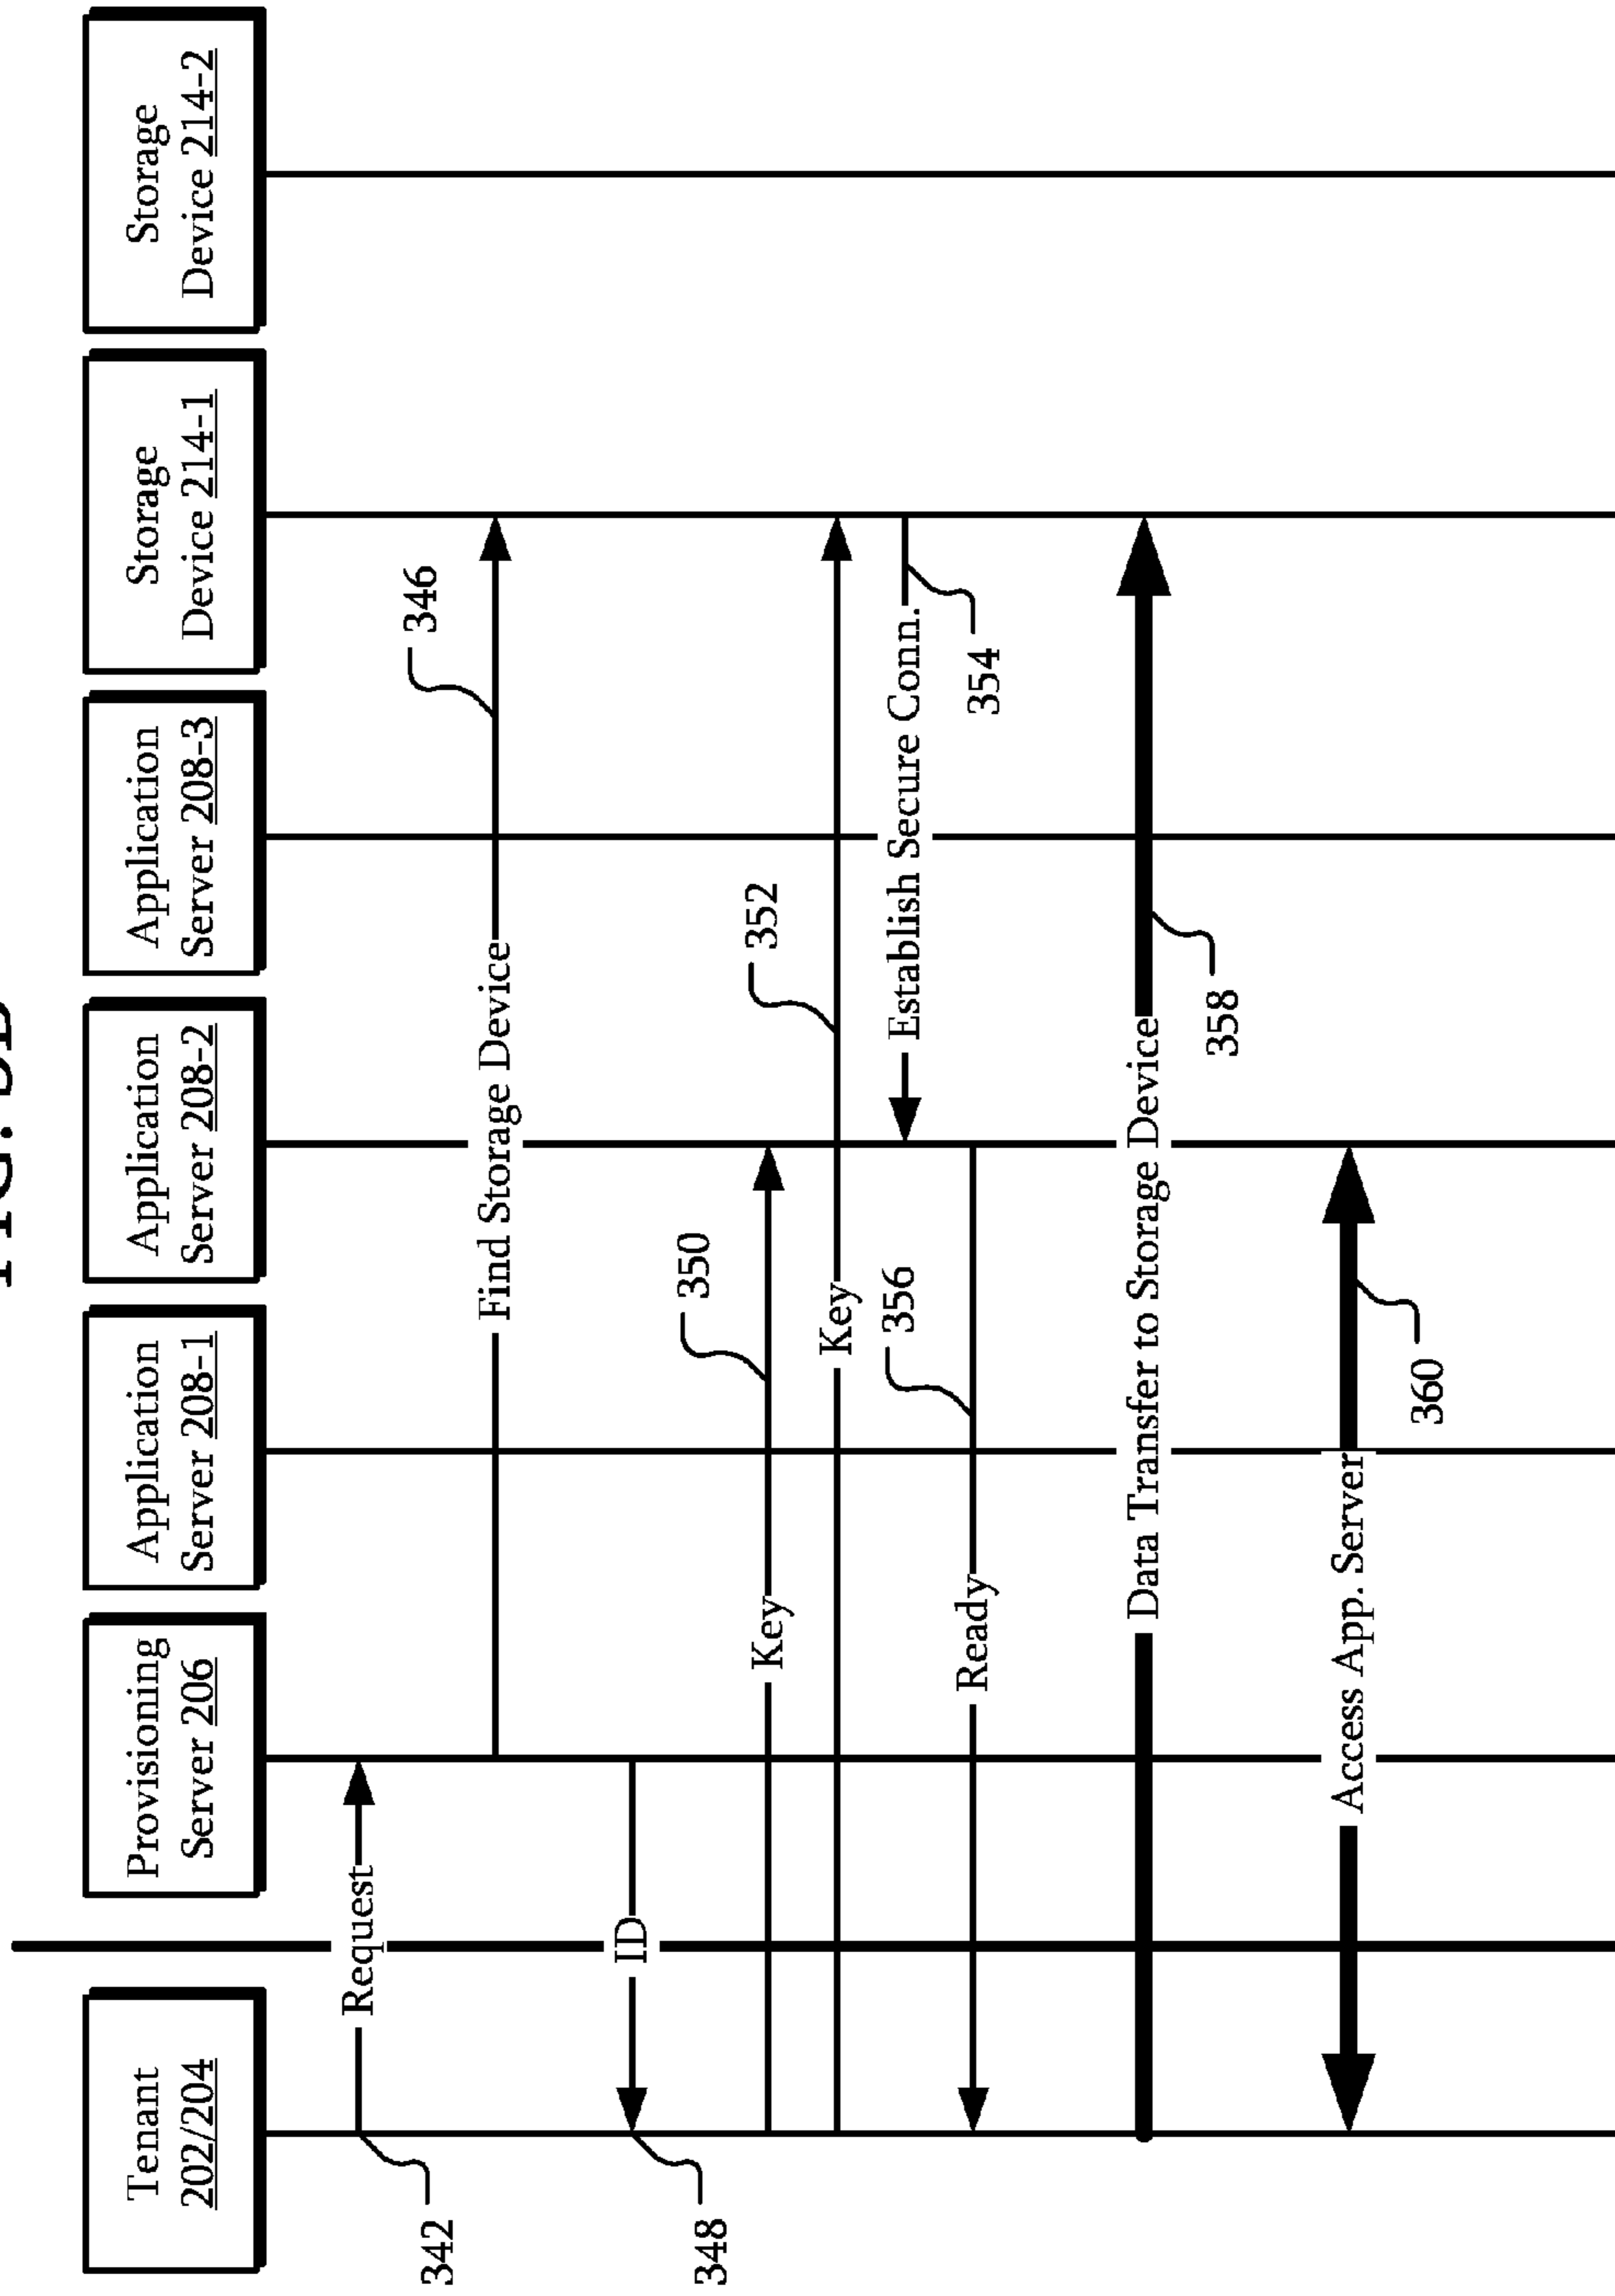 Tenant
202/204
Provisioning
Server 206
Application
Server 208-1
Application
Server 208-2
Application
Server 208-3
Storage
Device 214-1
Storage
Device 214-2
342
Request
346
Find Storage Device
348
ID
350
Key
352
Key
Establish Secure Conn.
354
356
Ready
Data Transfer to Storage Device
358
Access App. Server
360